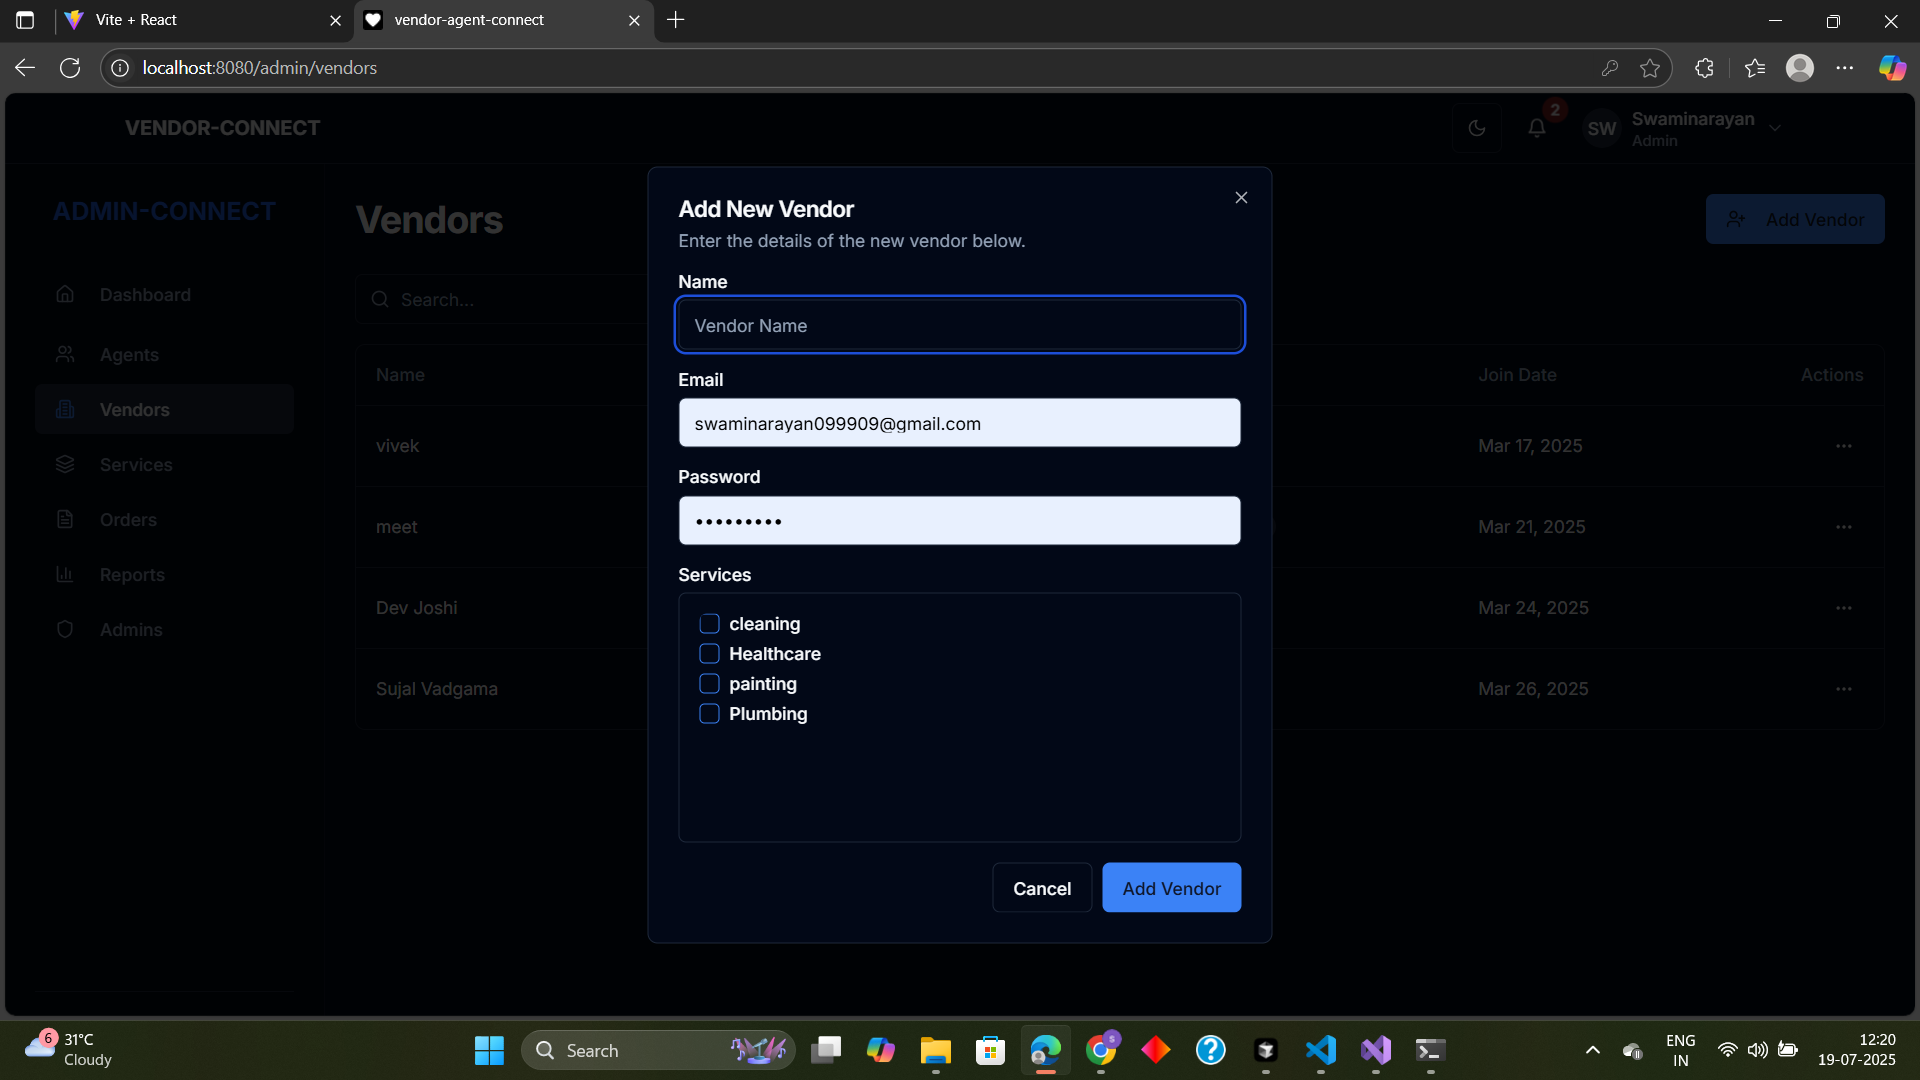 Vite + React
vendor-agent-connect
localhost:8080/admin/vendors
VENDOR-CONNECT
2
SW
Swaminarayan
Admin
ADMIN-CONNECT
Dashboard
Agents
Vendors
Services
Orders
Reports
Admins
Vendors
Add Vendor
Search...
Name
Join Date
Actions
vivek
Mar 17, 2025
meet
Mar 21, 2025
Dev Joshi
Mar 24, 2025
Sujal Vadgama
Mar 26, 2025
Add New Vendor
Enter the details of the new vendor below.
Name
Vendor Name
Email
swaminarayan099909@gmail.com
Password
•••••••••
Services
cleaning
Healthcare
painting
Plumbing
Cancel
Add Vendor
6
31°C
Cloudy
Search
S
ENG
IN
12:20
19-07-2025